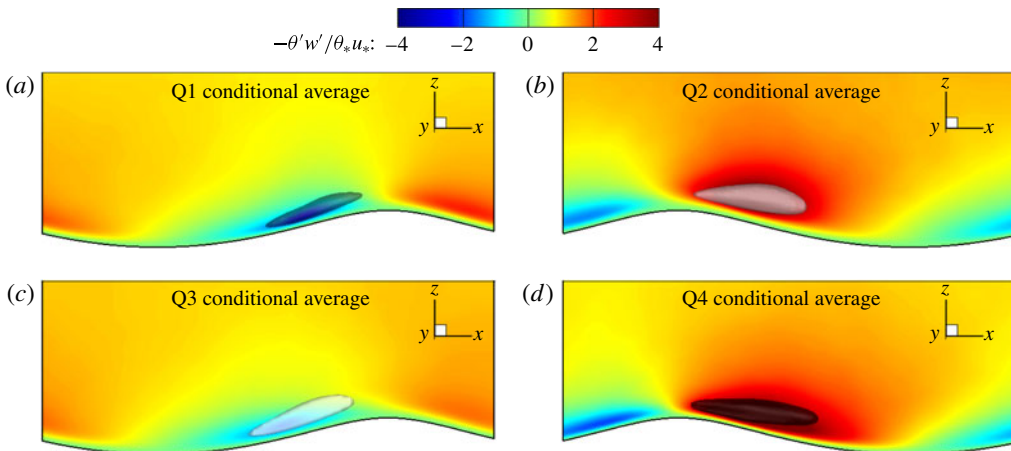 −θ′w′/θ*u*: −4 −2 0 2 4
(a) Q1 conditional average z y x
(b) Q2 conditional average z y x
(c) Q3 conditional average z y x
(d) Q4 conditional average z y x